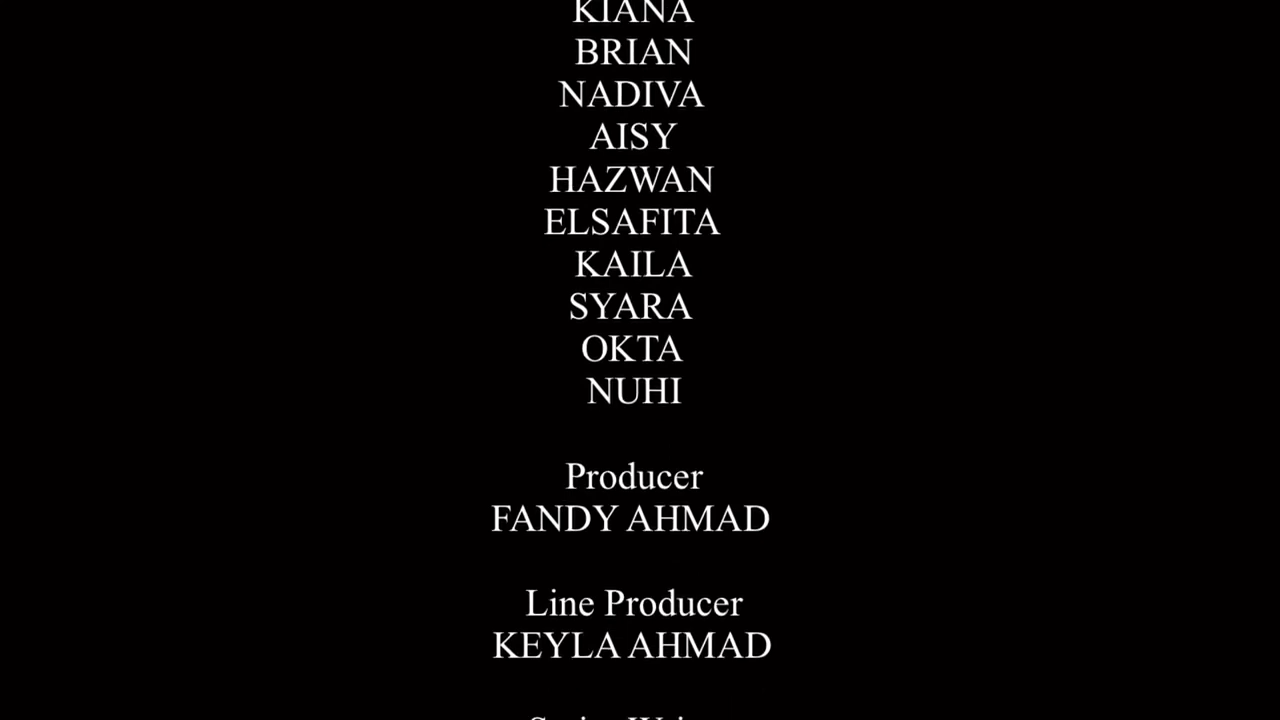 KIANA
BRIAN
NADIVA
AISY
HAZWAN
ELSAFITA
KAILA
SYARA
OKTA
NUHI
Producer
FANDY AHMAD
Line Producer
KEYLA AHMAD